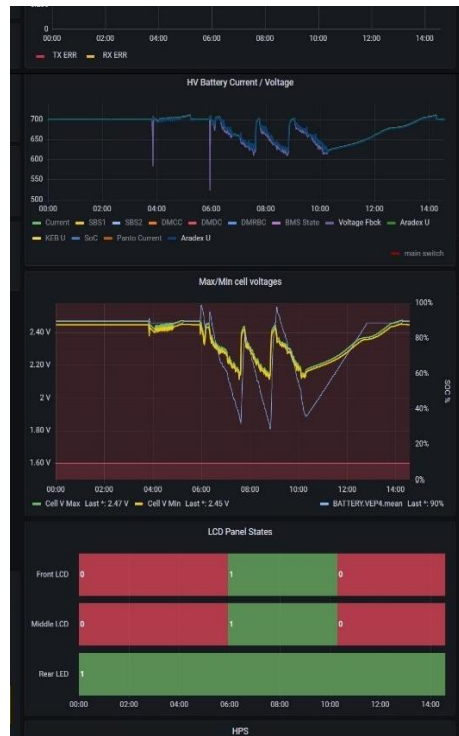 0
00:00 02:00 04:00 06:00 08:00 10:00 12:00 14:00
TX ERR RX ERR
HV Battery Current / Voltage
700
650
600
550
500
00:00 02:00 04:00 06:00 08:00 10:00 12:00 14:00
Current SBS1 SBS2 DMCC DMDC DMRBC BMS State Voltage Fbck Aradex U
KEB U SoC Panto Current Aradex U
main switch
Max/Min cell voltages
100%
2.40 V
80%
2.20 V
60%
2 V
40%
1.80 V
20%
1.60 V
0%
SOC %
00:00 02:00 04:00 06:00 08:00 10:00 12:00 14:00
Cell V Max Last *: 2.47 V Cell V Min Last *: 2.45 V BATTERY.VEP4.mean Last *: 90%
LCD Panel States
Front LCD 0 1 0
Middle LCD 0 1 0
Rear LED 1
00:00 02:00 04:00 06:00 08:00 10:00 12:00 14:00
HPS